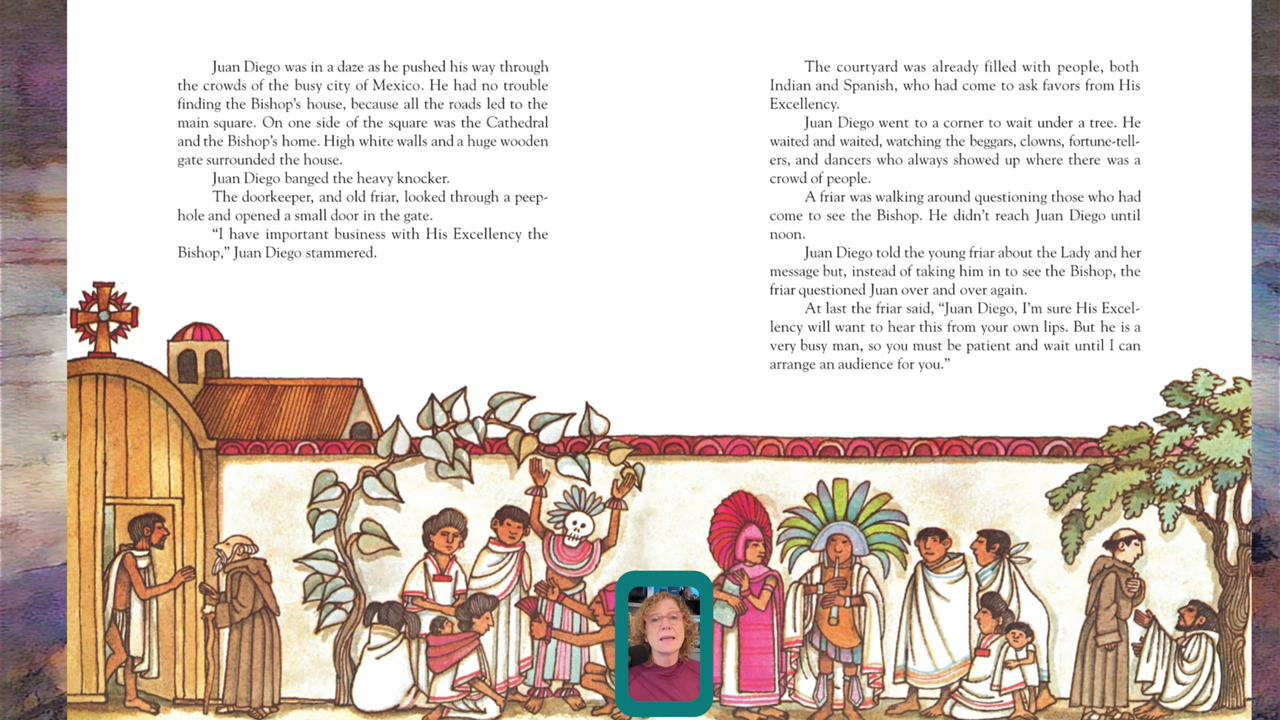 Juan Diego was in a daze as he pushed his way through
the crowds of the busy city of Mexico. He had no trouble
finding the Bishop's house, because all the roads led to the
main square. On one side of the square was the Cathedral
and the Bishop's home. High white walls and a huge wooden
gate surrounded the house.
Juan Diego banged the heavy knocker.
The doorkeeper, and old friar, looked through a peep-
hole and opened a small door in the gate.
“I have important business with His Excellency the
Bishop,” Juan Diego stammered.
The courtyard was already filled with people, both
Indian and Spanish, who had come to ask favors from His
Excellency.
Juan Diego went to a corner to wait under a tree. He
waited and waited, watching the beggars, clowns, fortune-tell-
ers, and dancers who always showed up where there was a
crowd of people.
A friar was walking around questioning those who had
come to see the Bishop. He didn't reach Juan Diego until
noon.
Juan Diego told the young friar about the Lady and her
message but, instead of taking him in to see the Bishop, the
friar questioned Juan over and over again.
At last the friar said, “Juan Diego, I'm sure His Excel-
lency will want to hear this from your own lips. But he is a
very busy man, so you must be patient and wait until I can
arrange an audience for you.”